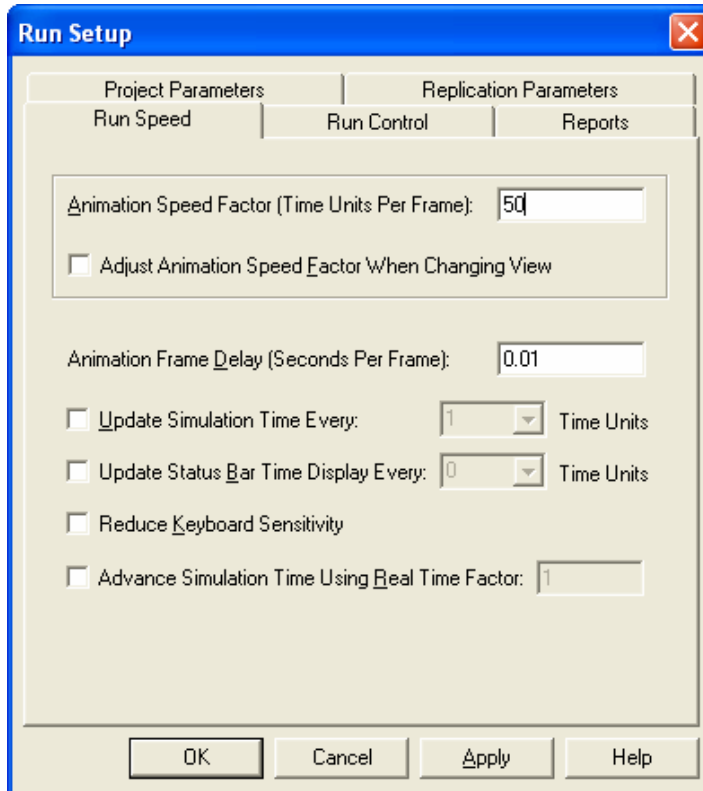 Run Setup
Project Parameters Replication Parameters
Run Speed Run Control Reports
Animation Speed Factor (Time Units Per Frame): 50
Adjust Animation Speed Factor When Changing View
Animation Frame Delay (Seconds Per Frame): 0.01
Update Simulation Time Every: 1 Time Units
Update Status Bar Time Display Every: 0 Time Units
Reduce Keyboard Sensitivity
Advance Simulation Time Using Real Time Factor: 1
OK Cancel Apply Help